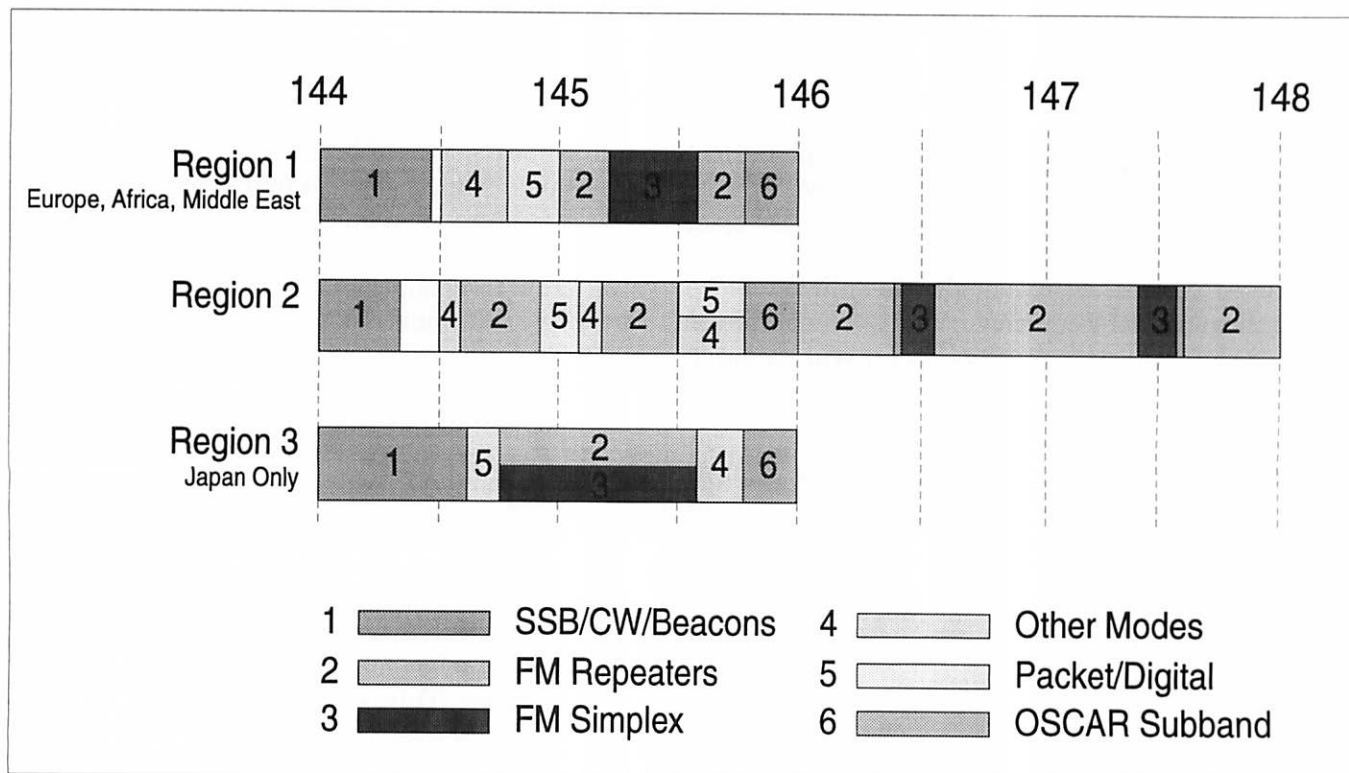 144 145 146 147 148
Region 1
Europe, Africa, Middle East
1 4 5 2 3 2 6
Region 2
1 4 2 5 4 2 5 4 6 2 3 2 3 2
Region 3
Japan Only
1 5 2 3 4 6
1 SSB/CW/Beacons 4 Other Modes
2 FM Repeaters 5 Packet/Digital
3 FM Simplex 6 OSCAR Subband